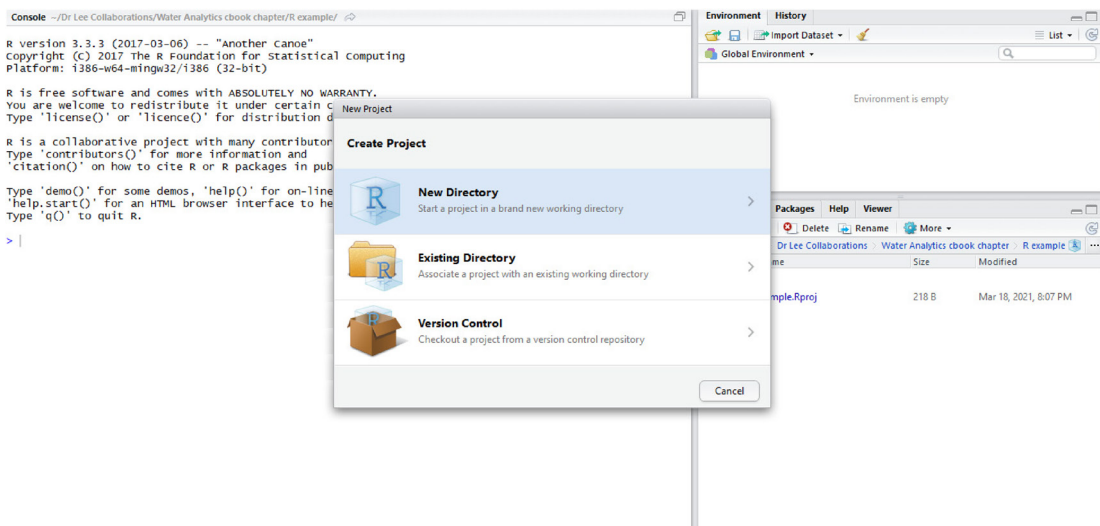 Console ~/Dr Lee Collaborations/Water Analytics cbook chapter/R example/
R version 3.3.3 (2017-03-06) -- "Another Canoe"
Copyright (C) 2017 The R Foundation for Statistical Computing
Platform: i386-w64-mingw32/i386 (32-bit)
R is free software and comes with ABSOLUTELY NO WARRANTY.
You are welcome to redistribute it under certain c
Type 'license()' or 'licence()' for distribution d
R is a collaborative project with many contributor
Type 'contributors()' for more information and
'citation()' on how to cite R or R packages in pub
Type 'demo()' for some demos, 'help()' for on-line
'help.start()' for an HTML browser interface to he
Type 'q()' to quit R.
>
New Project
Create Project
New Directory
Start a project in a brand new working directory
Existing Directory
Associate a project with an existing working directory
Version Control
Checkout a project from a version control repository
Cancel
Environment History
Import Dataset List
Global Environment
Environment is empty
Packages Help Viewer
Delete Rename More
Dr Lee Collaborations Water Analytics cbook chapter R example ...
me Size Modified
mple.Rproj 218 B Mar 18, 2021, 8:07 PM